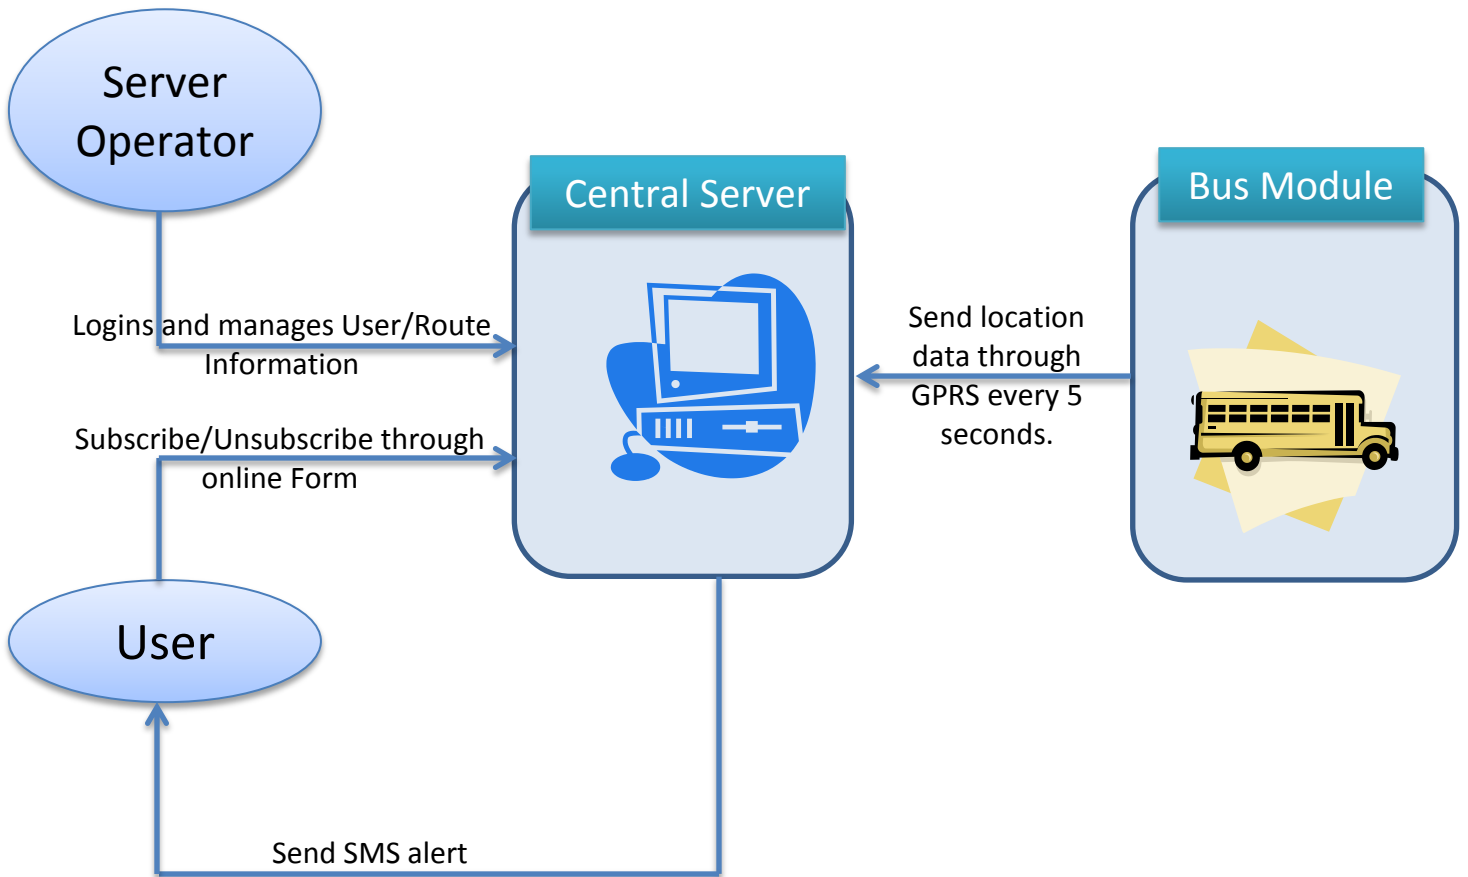 Server
Operator
Central Server
Bus Module
Logins and manages User/Route
Information
Send location
data through
GPRS every 5
seconds.
Subscribe/Unsubscribe through
online Form
User
Send SMS alert